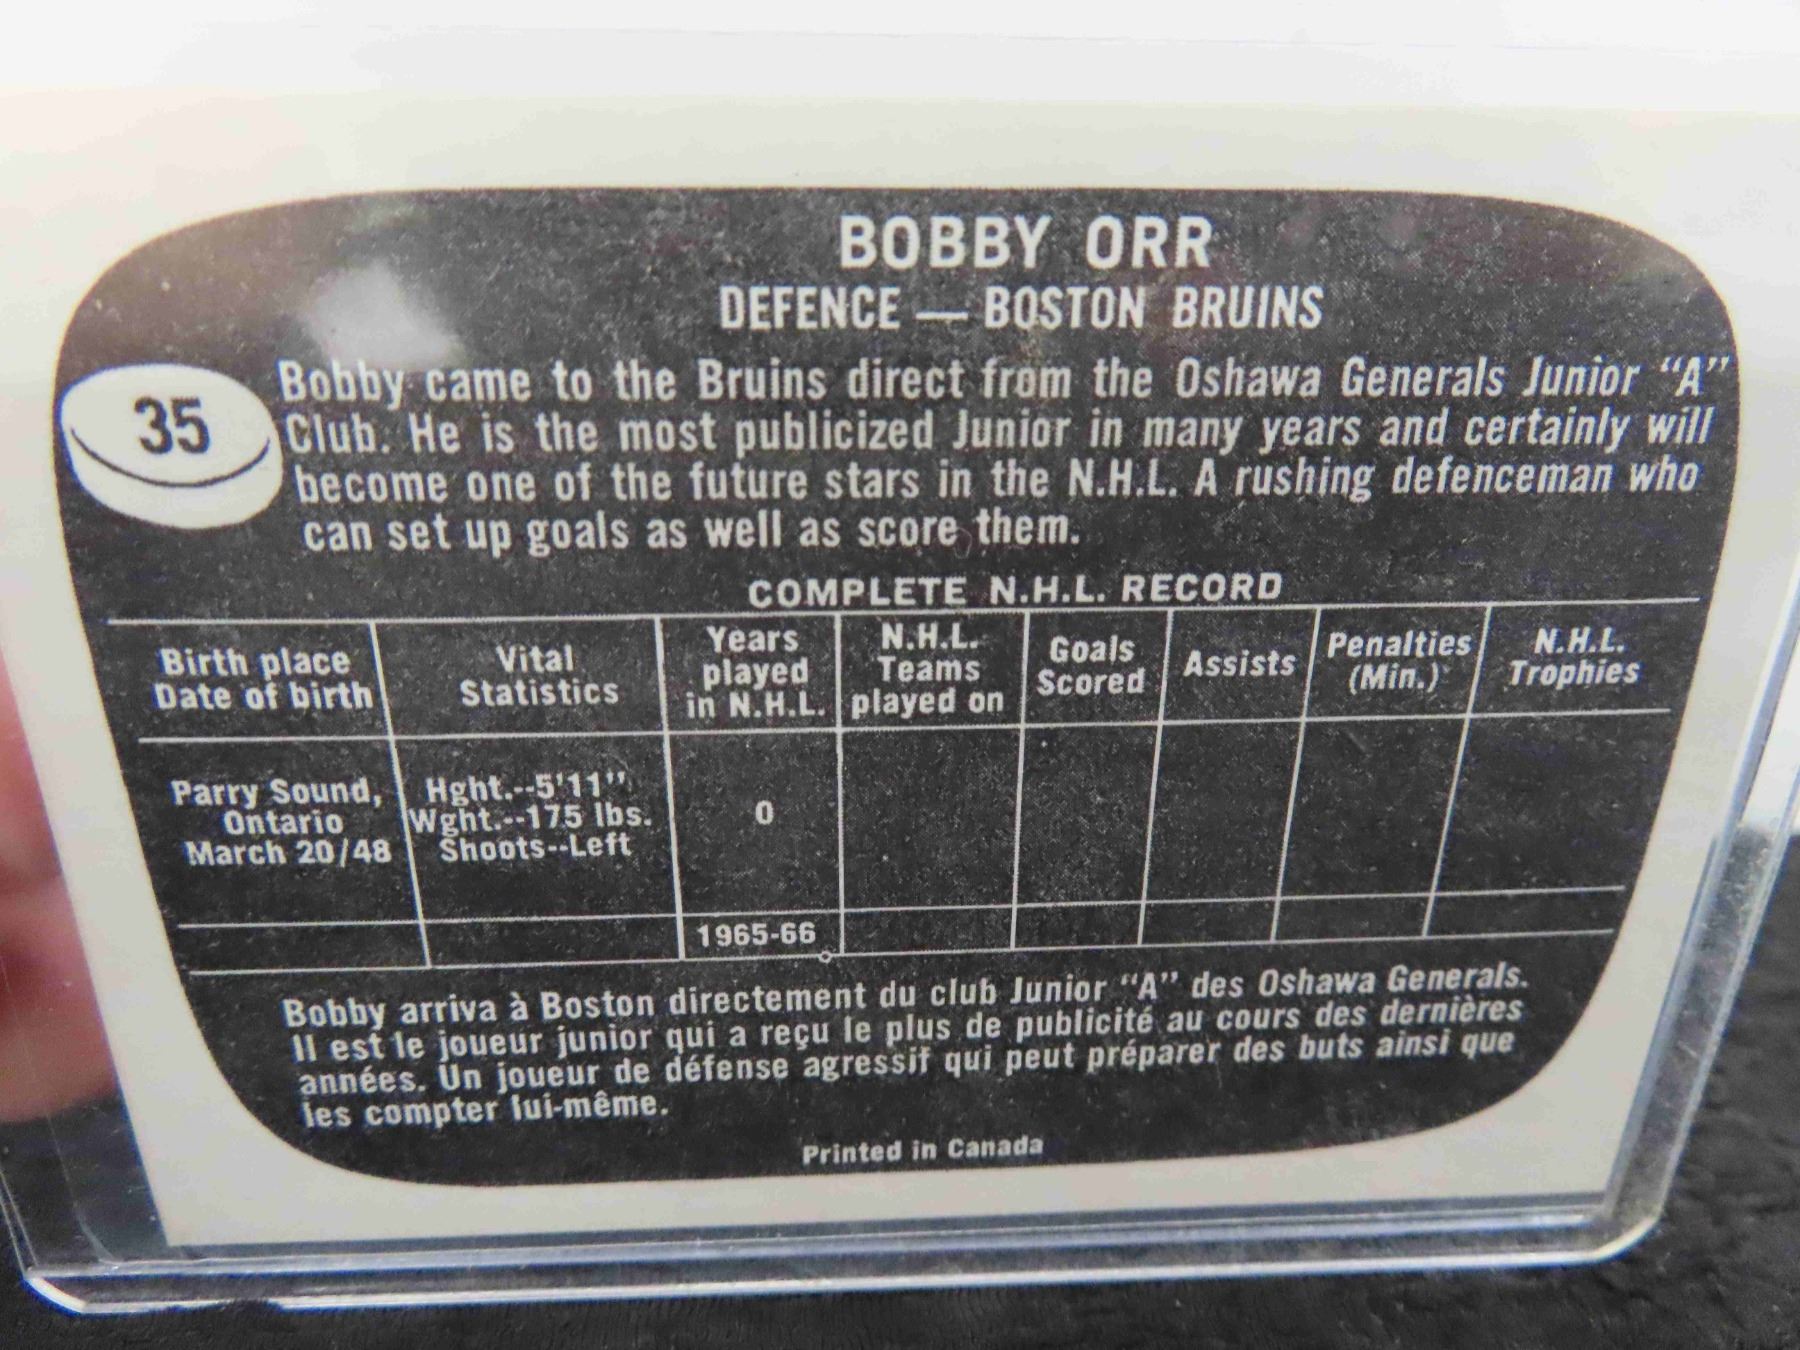 BOBBY ORR
DEFENCE — BOSTON BRUINS
35
Bobby came to the Bruins direct from the Oshawa Generals Junior “A”
Club. He is the most publicized Junior in many years and certainly will
become one of the future stars in the N.H.L. A rushing defenceman who
can set up goals as well as score them.
COMPLETE N.H.L. RECORD
Birth place
Date of birth
Vital
Statistics
Years
played
in N.H.L.
N.H.L.
Teams
played on
Goals
Scored
Assists
Penalties
(Min.)
N.H.L.
Trophies
Parry Sound,
Ontario
March 20/48
Hght.--5'11"
Wght.--175 lbs.
Shoots--Left
0
1965-66
Bobby arriva à Boston directement du club Junior “A” des Oshawa Generals.
Il est le joueur junior qui a reçu le plus de publicité au cours des dernières
années. Un joueur de défense agressif qui peut préparer des buts ainsi que
les compter lui-même.
Printed in Canada